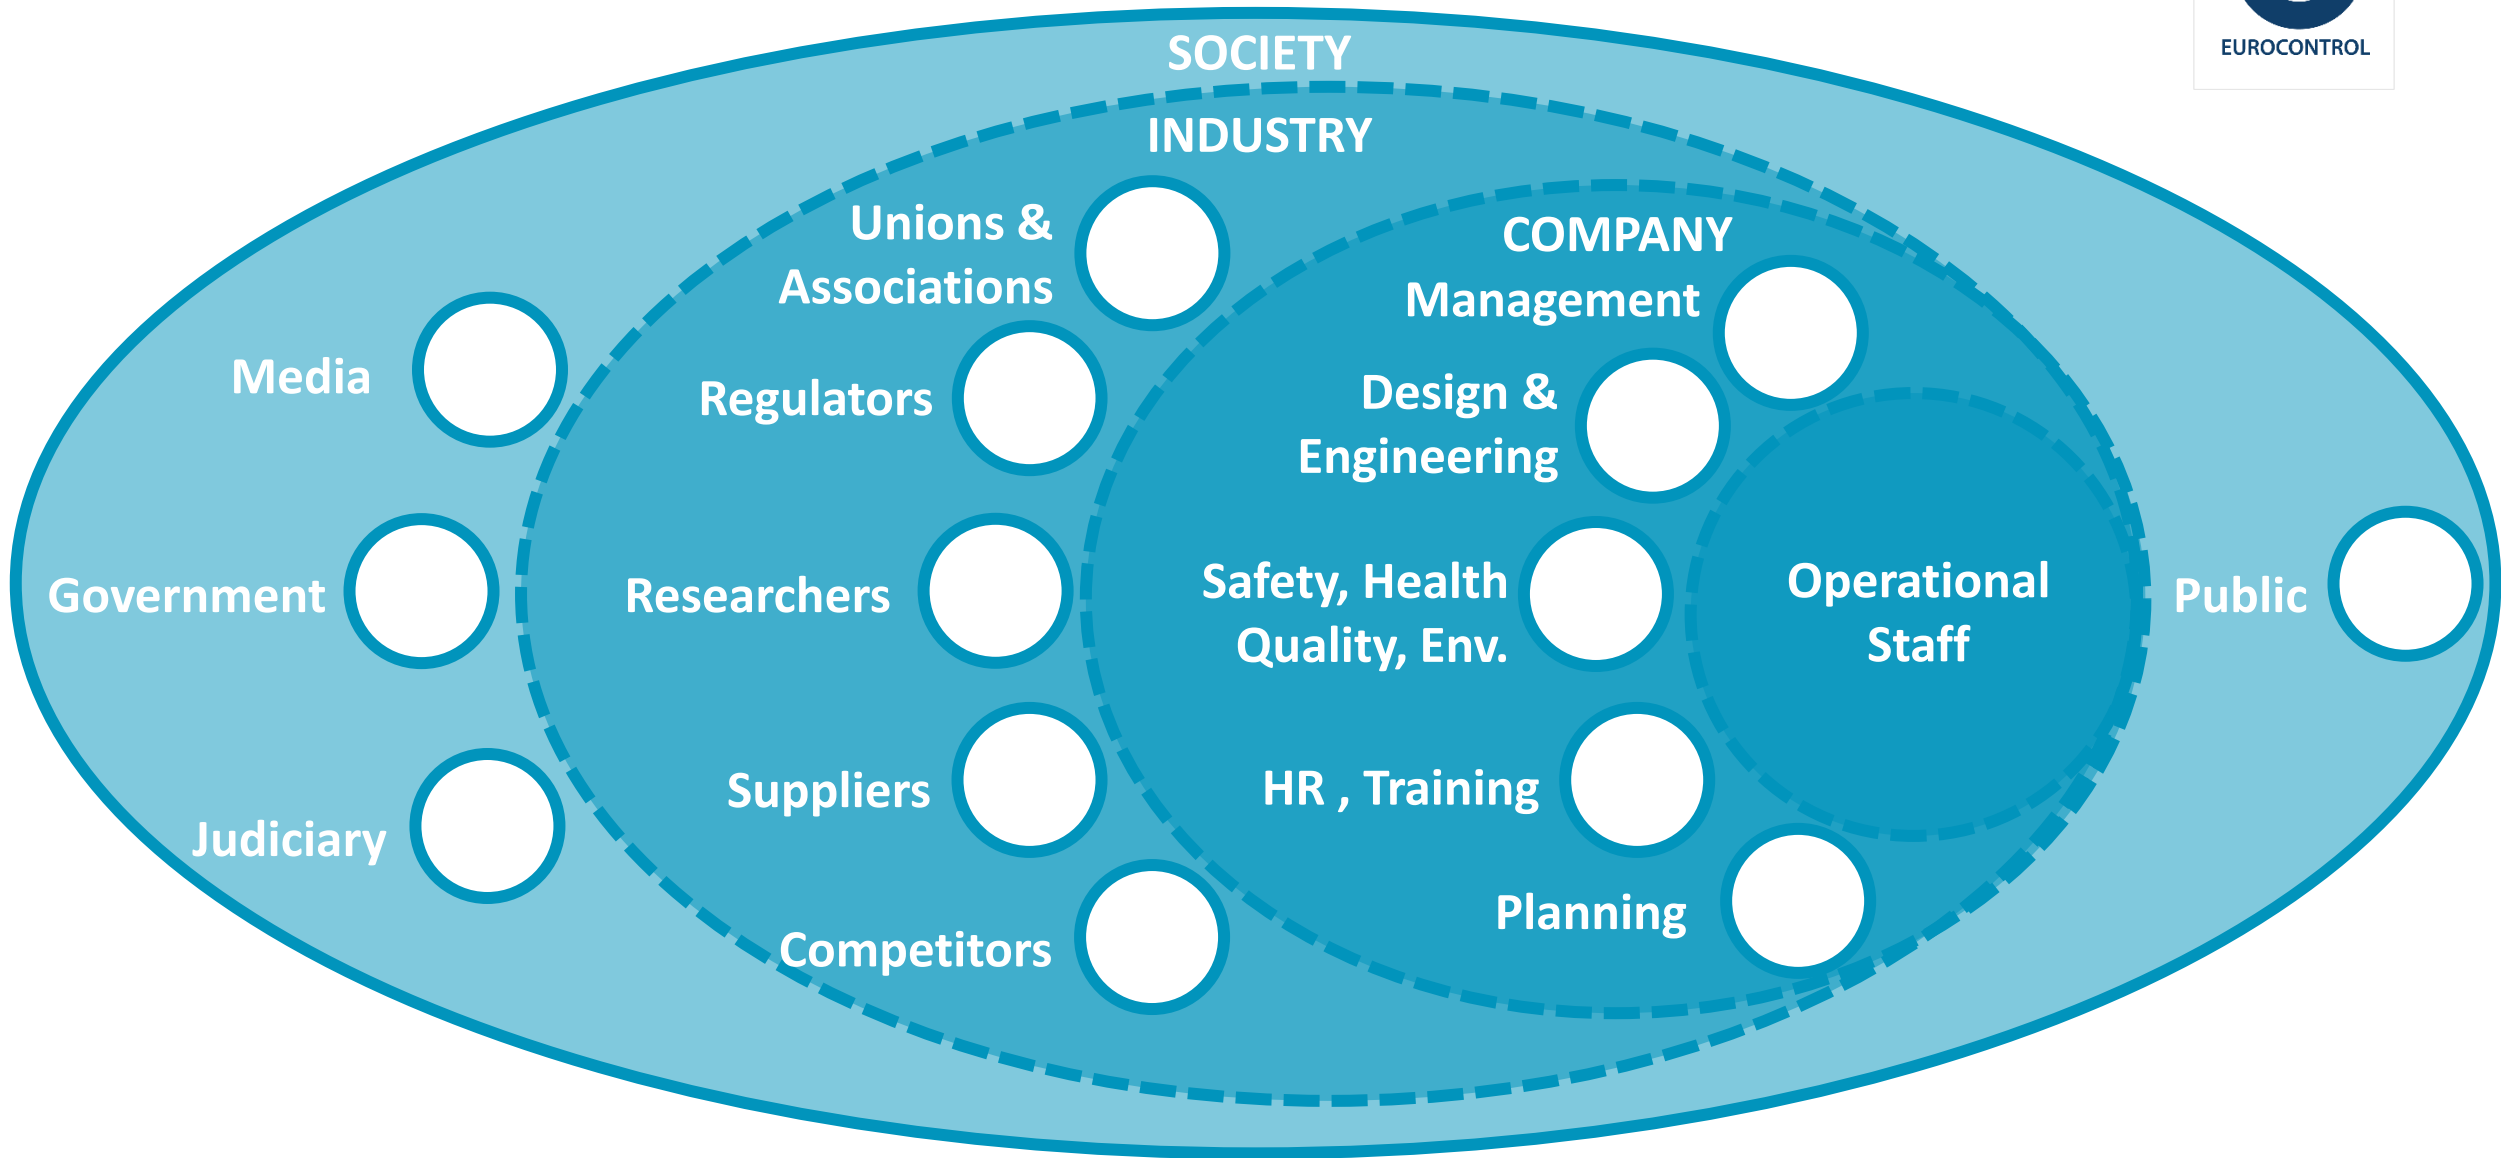 EUROCONTROL
SOCIETY
INDUSTRY
Unions &
Associations
COMPANY
Management
Media
Regulators
Design &
Engineering
Government
Researchers
Safety, Health
Quality, Env.
Operational
Staff
Public
Suppliers
HR , Training
Judiciary
Planning
Competitors